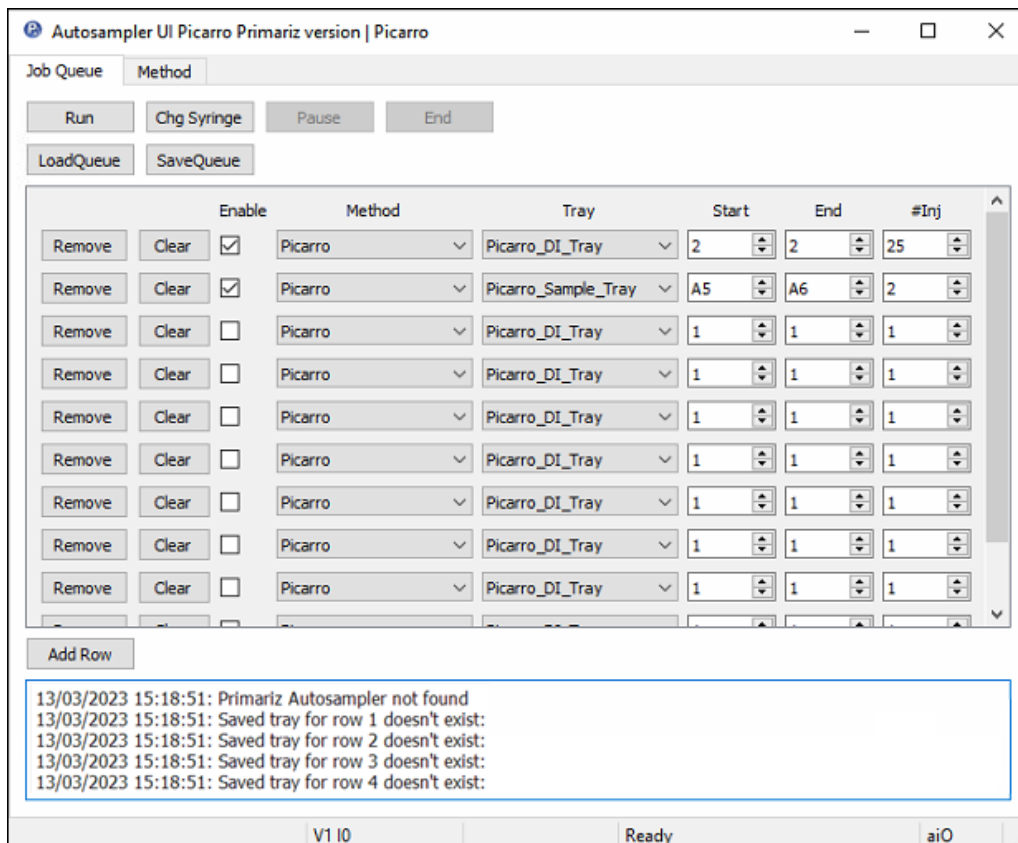 Autosampler UI Picarro Primariz version | Picarro
Job Queue Method
Run Chg Syringe Pause End
LoadQueue SaveQueue
Enable Method Tray Start End #Inj
Remove Clear Picarro Picarro_DI_Tray 2 2 25
Remove Clear Picarro Picarro_Sample_Tray A5 A6 2
Remove Clear Picarro Picarro_DI_Tray 1 1 1
Remove Clear Picarro Picarro_DI_Tray 1 1 1
Remove Clear Picarro Picarro_DI_Tray 1 1 1
Remove Clear Picarro Picarro_DI_Tray 1 1 1
Remove Clear Picarro Picarro_DI_Tray 1 1 1
Remove Clear Picarro Picarro_DI_Tray 1 1 1
Remove Clear Picarro Picarro_DI_Tray 1 1 1
Add Row
13/03/2023 15:18:51: Primariz Autosampler not found
13/03/2023 15:18:51: Saved tray for row 1 doesn't exist:
13/03/2023 15:18:51: Saved tray for row 2 doesn't exist:
13/03/2023 15:18:51: Saved tray for row 3 doesn't exist:
13/03/2023 15:18:51: Saved tray for row 4 doesn't exist:
V1 I0 Ready aiO